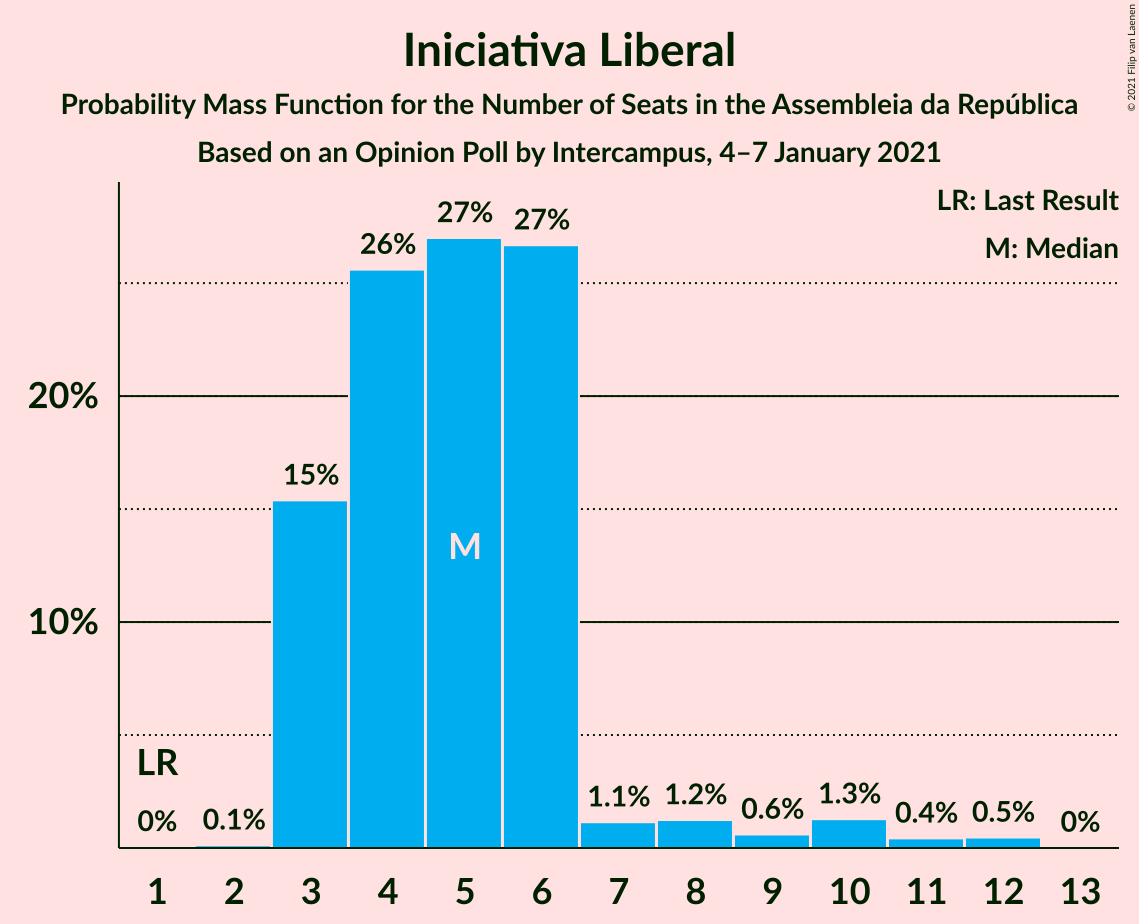 Iniciativa Liberal
Probability Mass Function for the Number of Seats in the Assembleia da República
Based on an Opinion Poll by Intercampus, 4–7 January 2021
© 2021 Filip van Laenen
LR: Last Result
M: Median
27%
27%
26%
20%
15%
M
10%
LR
0%
0.1%
1.1%
1.2%
0.6%
1.3%
0.4%
0.5%
0%
1 2 3 4 5 6 7 8 9 10 11 12 13